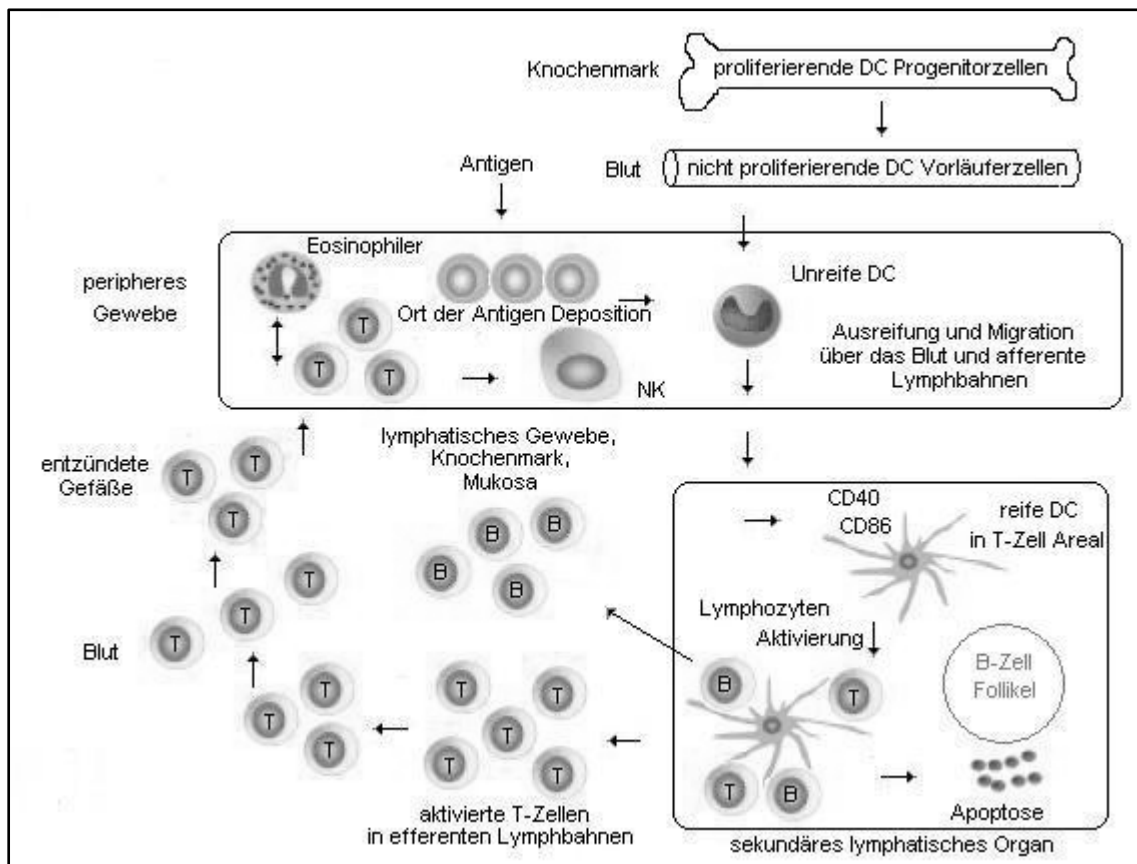 Knochenmark
proliferierende DC Progenitorzellen
Blut
nicht proliferierende DC Vorläuferzellen
Antigen
peripheres
Gewebe
Eosinophiler
Ort der Antigen Deposition
T
T
T
NK
Unreife DC
Ausreifung und Migration
über das Blut und afferente
Lymphbahnen
entzündete
Gefäße
T
T
T
lymphatisches Gewebe,
Knochenmark,
Mukosa
B
B
B
B
CD40
CD86
reife DC
in T-Zell Areal
Lymphozyten
Aktivierung
B
T
T
B
B-Zell
Follikel
Apoptose
sekundäres lymphatisches Organ
Blut
T
T
T
T
T
T
T
T
T
T
T
aktivierte T-Zellen
in efferenten Lymphbahnen